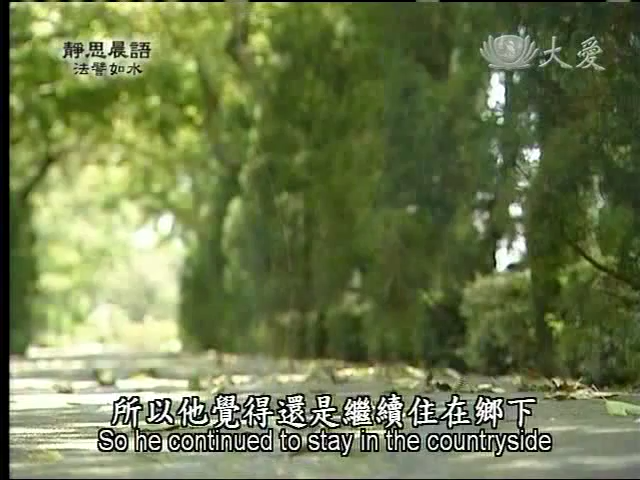 靜思晨語
法譬如水
大愛
所以他覺得還是繼續住在鄉下
So he continued to stay in the countryside